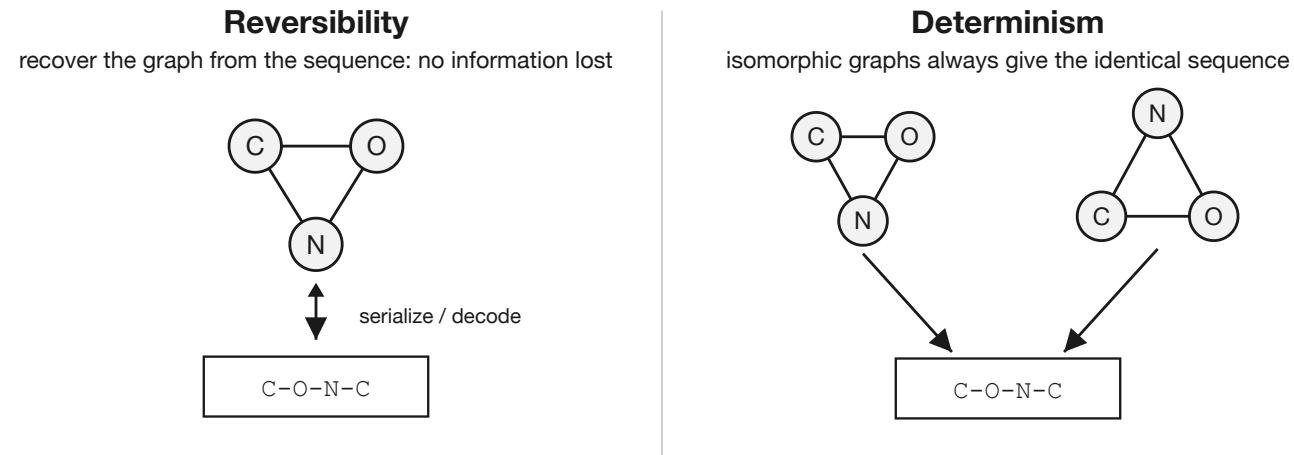 Reversibility
recover the graph from the sequence: no information lost
C
O
N
serialize / decode
C–O–N–C
Determinism
isomorphic graphs always give the identical sequence
C
O
N
N
C
O
C–O–N–C